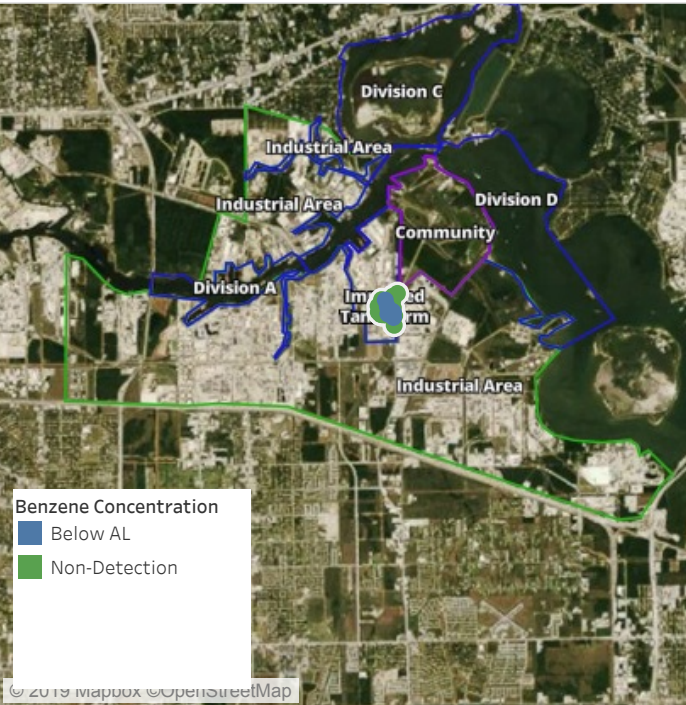 Division C
Industrial Area
Division D
Industrial Area
Community
Division A
Industrial Area
Benzene Concentration
Below AL
Non-Detection
© 2019 Mapbox ©OpenStreetMap